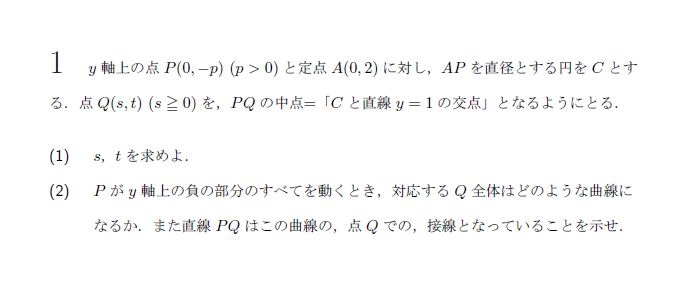 1 y 軸上の点 P(0, −p) (p > 0) と定点 A(0, 2) に対し，AP を直径とする円を C とす
る．点 Q(s, t) (s ≧ 0) を，PQ の中点=「C と直線 y = 1 の交点」となるようにとる．
(1) s，t を求めよ．
(2) P が y 軸上の負の部分のすべてを動くとき，対応する Q 全体はどのような曲線に
なるか．また直線 PQ はこの曲線の，点 Q での，接線となっていることを示せ．